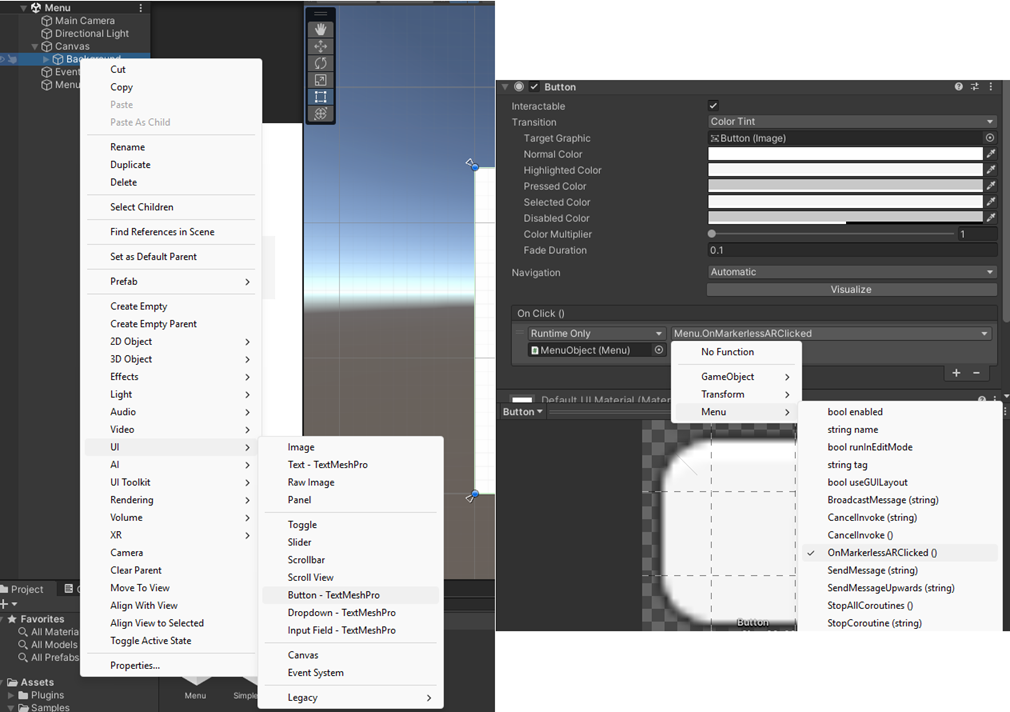 Menu
Main Camera
Directional Light
Canvas
Background
Event
Menu
Cut
Copy
Paste
Paste As Child
Rename
Duplicate
Delete
Select Children
Find References in Scene
Set as Default Parent
Prefab
Create Empty
Create Empty Parent
2D Object
3D Object
Effects
Light
Audio
Video
UI
AI
UI Toolkit
Rendering
Volume
XR
Camera
Clear Parent
Move To View
Align With View
Align View to Selected
Toggle Active State
Properties...
Image
Text - TextMeshPro
Raw Image
Panel
Toggle
Slider
Scrollbar
Scroll View
Button - TextMeshPro
Dropdown - TextMeshPro
Input Field - TextMeshPro
Canvas
Event System
Legacy
Project
Favorites
All Materia
All Models
All Prefabs
Assets
Plugins
Samples
Menu
Simple
Button
Interactable
Transition
Color Tint
Target Graphic
Button (Image)
Normal Color
Highlighted Color
Pressed Color
Selected Color
Disabled Color
Color Multiplier
1
Fade Duration
0.1
Navigation
Automatic
Visualize
On Click ()
Runtime Only
Menu.OnMarkerlessARClicked
MenuObject (Menu)
No Function
GameObject
Transform
Menu
Default UI Material (Mater
Button
bool enabled
string name
bool runInEditMode
string tag
bool useGUILayout
BroadcastMessage (string)
CancelInvoke (string)
CancelInvoke ()
OnMarkerlessARClicked ()
SendMessage (string)
SendMessageUpwards (string)
StopAllCoroutines ()
StopCoroutine (string)
Button